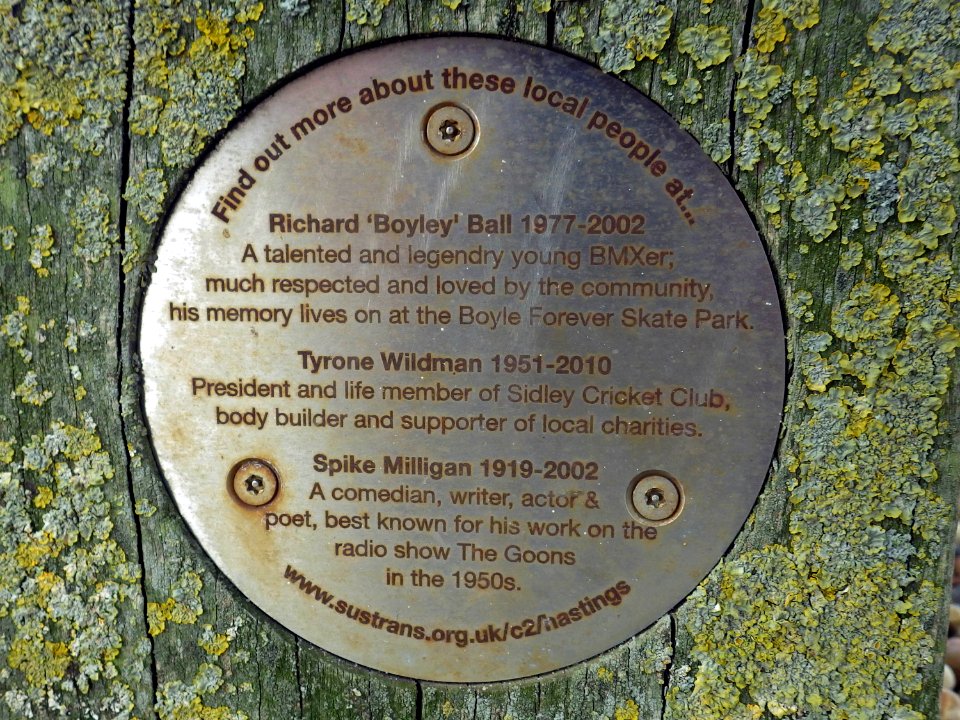 Find out more about these local people at...
Richard ‘Boyley' Ball 1977-2002
A talented and legendry young BMXer;
much respected and loved by the community,
his memory lives on at the Boyle Forever Skate Park.
Tyrone Wildman 1951-2010
President and life member of Sidley Cricket Club,
body builder and supporter of local charities.
Spike Milligan 1919-2002
A comedian, writer, actor &
poet, best known for his work on the
radio show The Goons
in the 1950s.
www.sustrans.org.uk/c2/hastings